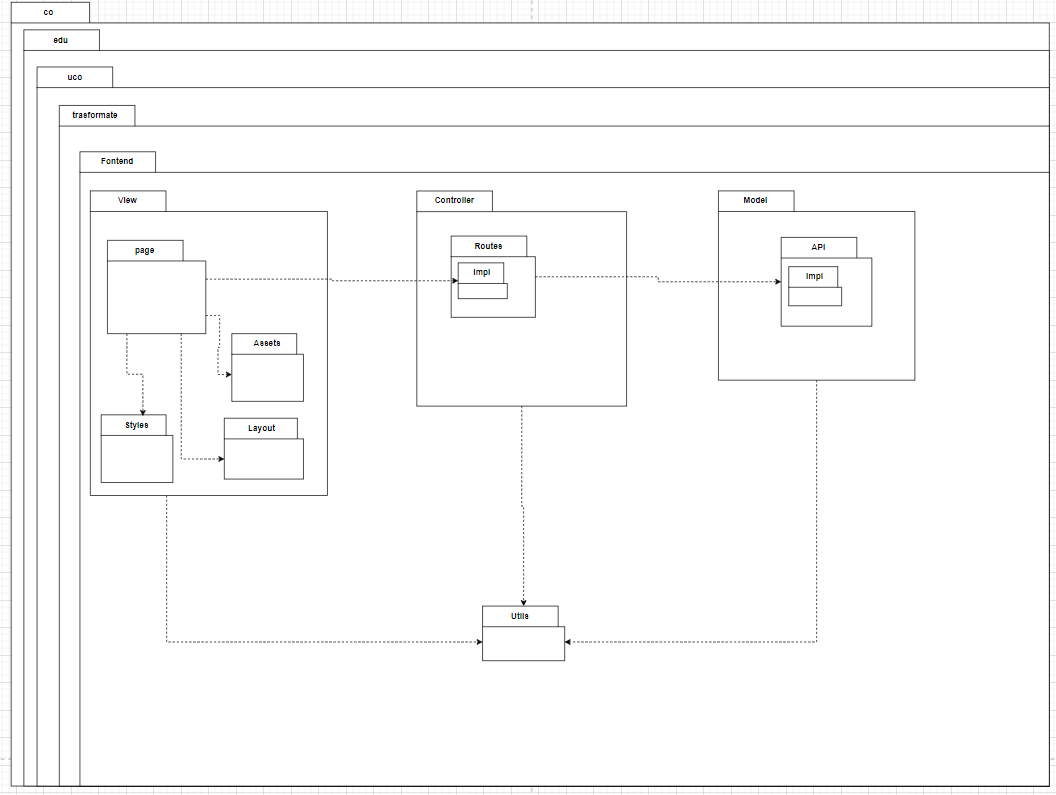 co
edu
uco
trasformate
Fontend
View
Controller
Model
page
Routes
API
Impl
Impl
Assets
Styles
Layout
Utils